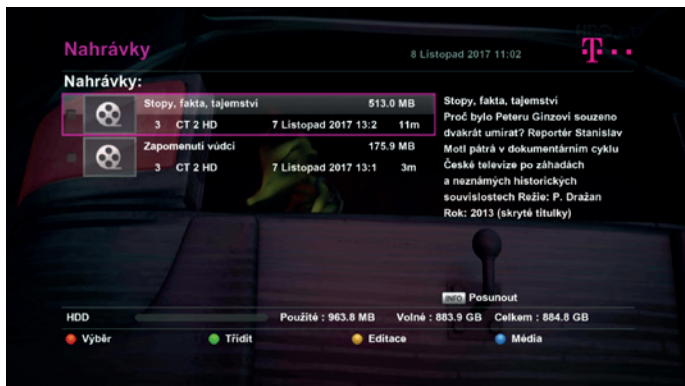 Nahrávky
8 Listopad 2017 11:02
T
Nahrávky:
Stopy, fakta, tajemství 513.0 MB
3 CT 2 HD 7 Listopad 2017 13:2 11m
Zapomenutí vůdci 175.9 MB
3 CT 2 HD 7 Listopad 2017 13:1 3m
Stopy, fakta, tajemství
Proč bylo Peteru Ginzovi souzeno
dvakrát umírat? Reportér Stanislav
Motl pátrá v dokumentárním cyklu
České televize po záhadách
a neznámých historických
souvislostech Režie: P. Dražan
Rok: 2013 (skryté titulky)
INFO Posunout
HDD Použité : 963.8 MB Volné : 883.9 GB Celkem : 884.8 GB
Výběr Třídit Editace Média